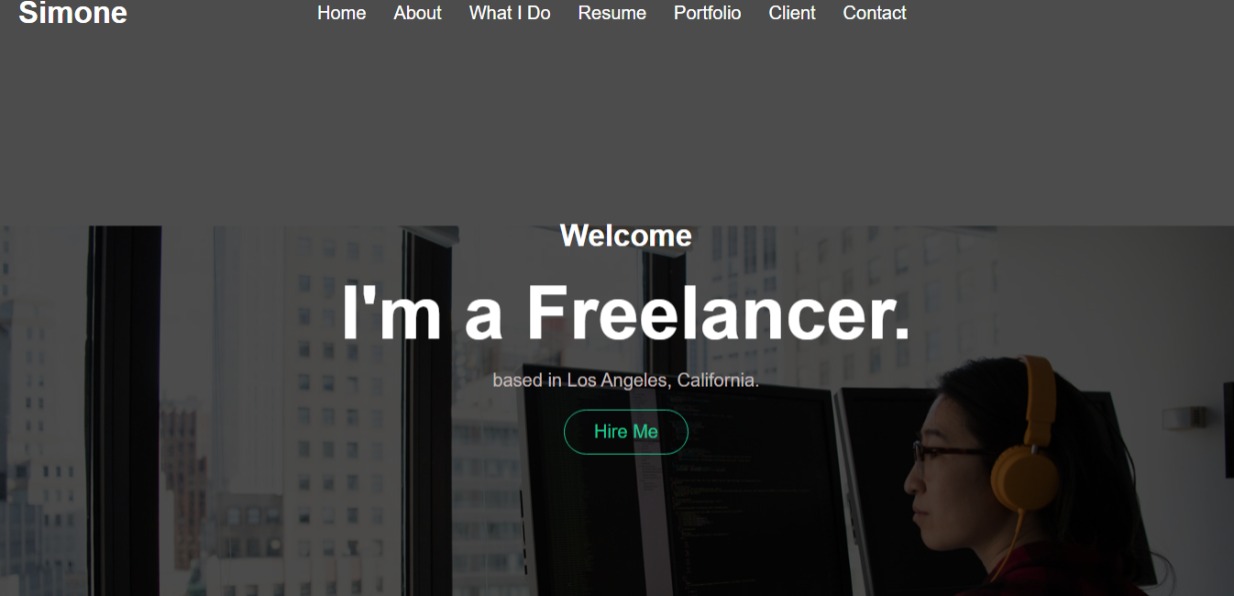 Simone
Home About What I Do Resume Portfolio Client Contact
Welcome
I'm a Freelancer.
based in Los Angeles, California.
Hire Me